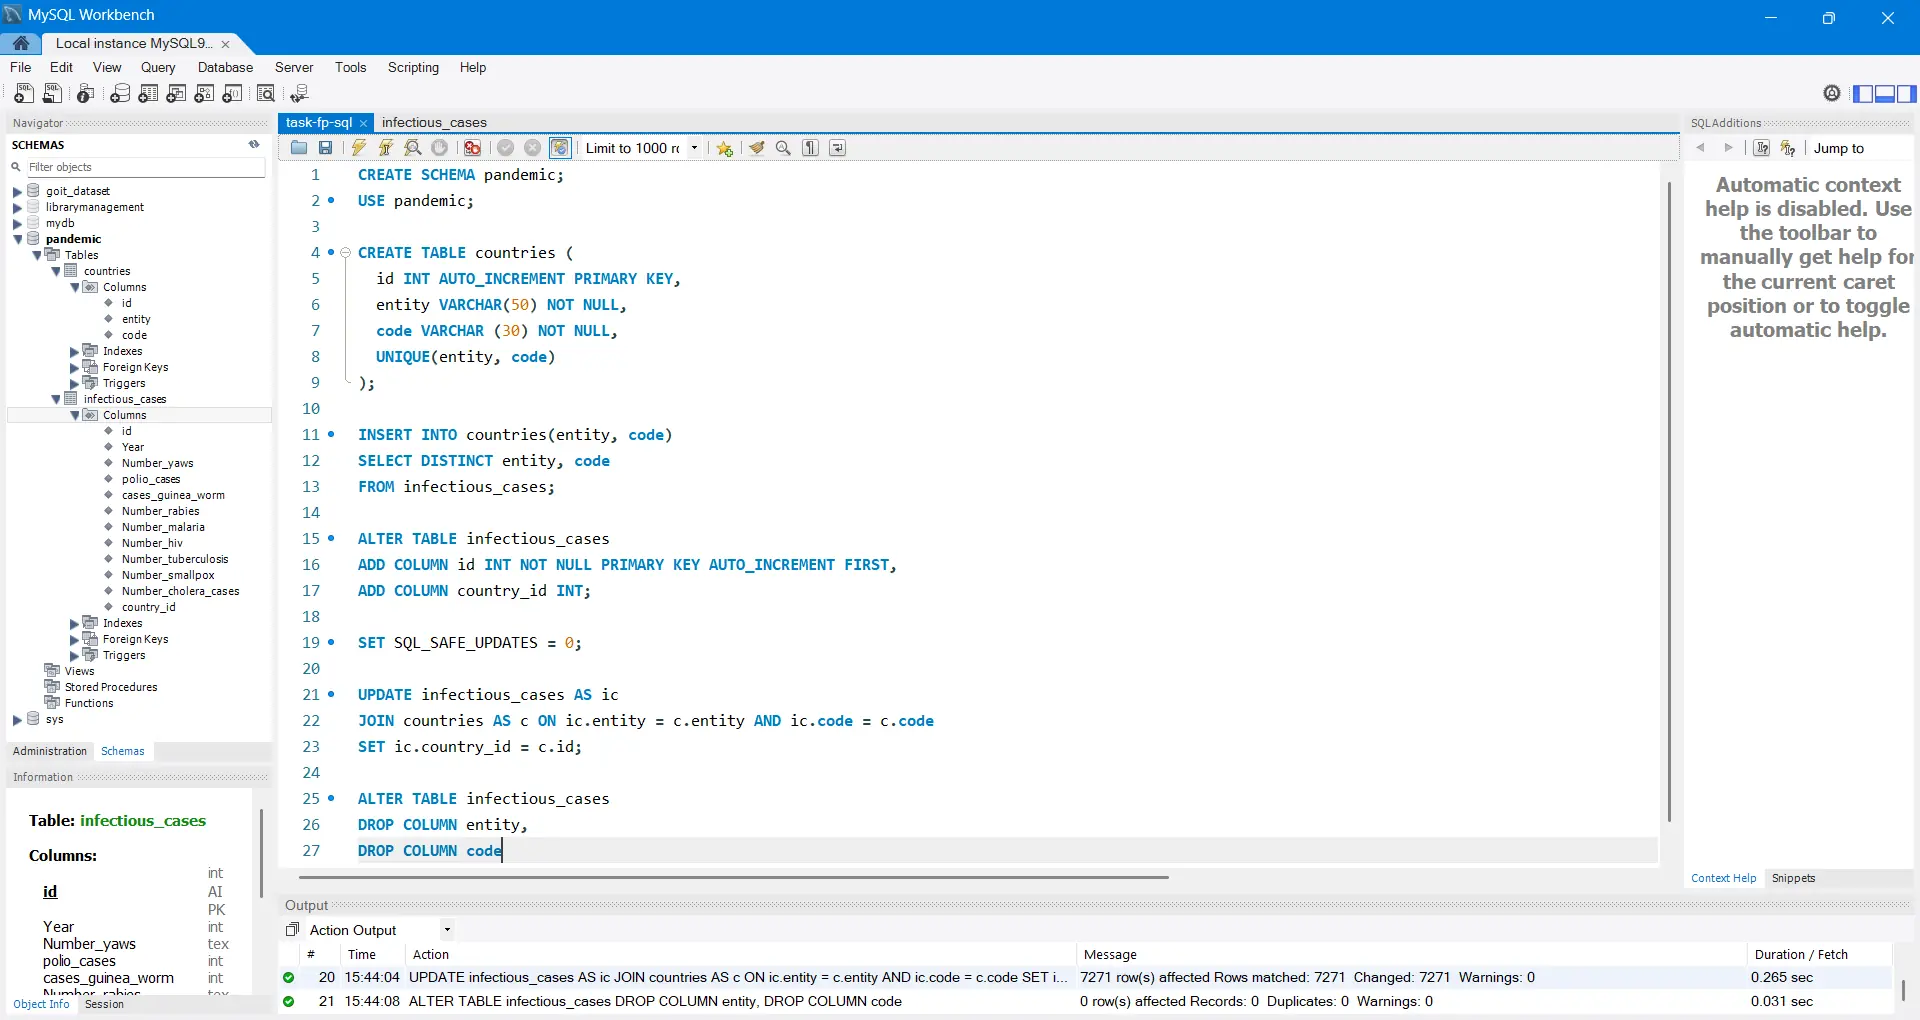 MySQL Workbench
Local instance MySQL9...
File Edit View Query Database Server Tools Scripting Help
Navigator
SCHEMAS
Filter objects
goit_dataset
librarymanagement
mydb
pandemic
Tables
countries
Columns
id
entity
code
Indexes
Foreign Keys
Triggers
infectious_cases
Columns
id
Year
Number_yaws
polio_cases
cases_guinea_worm
Number_rabies
Number_malaria
Number_hiv
Number_tuberculosis
Number_smallpox
Number_cholera_cases
country_id
Indexes
Foreign Keys
Triggers
Views
Stored Procedures
Functions
sys
Administration Schemas
Information
Table: infectious_cases
Columns:
id int AI PK
Year int
Number_yaws tex
polio_cases int
cases_guinea_worm int
Number_rabies tex
Object Info Session
task-fp-sql infectious_cases
Limit to 1000 r
1 CREATE SCHEMA pandemic;
2 USE pandemic;
3
4 CREATE TABLE countries (
5 id INT AUTO_INCREMENT PRIMARY KEY,
6 entity VARCHAR(50) NOT NULL,
7 code VARCHAR (30) NOT NULL,
8 UNIQUE(entity, code)
9 );
10
11 INSERT INTO countries(entity, code)
12 SELECT DISTINCT entity, code
13 FROM infectious_cases;
14
15 ALTER TABLE infectious_cases
16 ADD COLUMN id INT NOT NULL PRIMARY KEY AUTO_INCREMENT FIRST,
17 ADD COLUMN country_id INT;
18
19 SET SQL_SAFE_UPDATES = 0;
20
21 UPDATE infectious_cases AS ic
22 JOIN countries AS c ON ic.entity = c.entity AND ic.code = c.code
23 SET ic.country_id = c.id;
24
25 ALTER TABLE infectious_cases
26 DROP COLUMN entity,
27 DROP COLUMN code
SQLAdditions
Jump to
Automatic context
help is disabled. Use
the toolbar to
manually get help for
the current caret
position or to toggle
automatic help.
Context Help Snippets
Output
Action Output
# Time Action Message Duration / Fetch
20 15:44:04 UPDATE infectious_cases AS ic JOIN countries AS c ON ic.entity = c.entity AND ic.code = c.code SET i... 7271 row(s) affected Rows matched: 7271 Changed: 7271 Warnings: 0 0.265 sec
21 15:44:08 ALTER TABLE infectious_cases DROP COLUMN entity, DROP COLUMN code 0 row(s) affected Records: 0 Duplicates: 0 Warnings: 0 0.031 sec